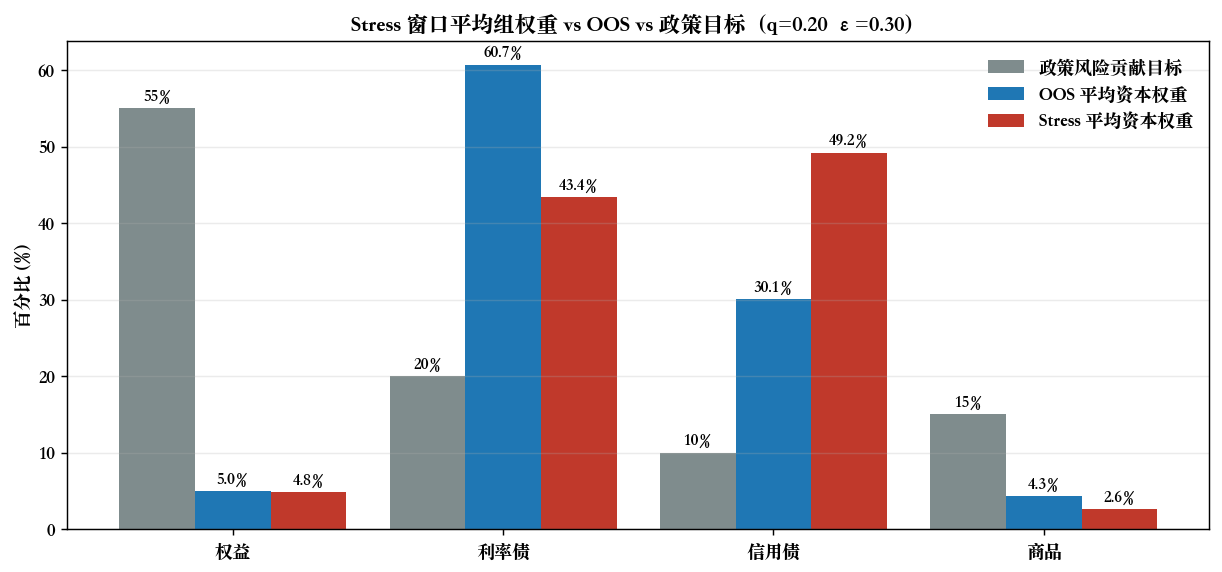 Stress 窗口平均组权重 vs OOS vs 政策目标（q=0.20 ε=0.30）
政策风险贡献目标
OOS 平均资本权重
Stress 平均资本权重
百分比 (%)
60
50
40
30
20
10
0
55%
5.0%
4.8%
20%
60.7%
43.4%
10%
30.1%
49.2%
15%
4.3%
2.6%
权益
利率债
信用债
商品